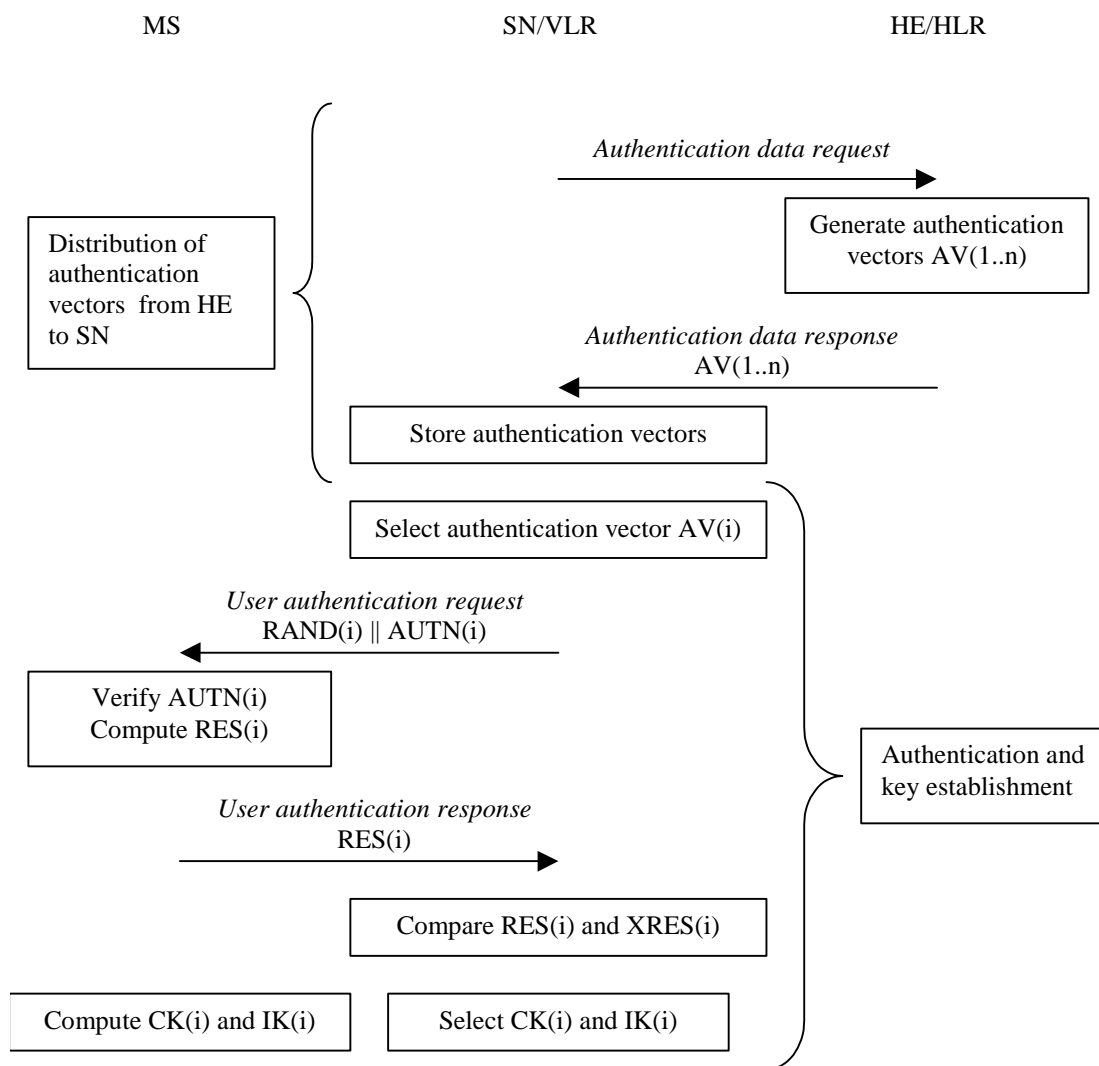 MS SN/VLR HE/HLR
Authentication data request
Generate authentication
vectors AV(1..n)
Distribution of
authentication
vectors from HE
to SN
Authentication data response
AV(1..n)
Store authentication vectors
Select authentication vector AV(i)
User authentication request
RAND(i) || AUTN(i)
Verify AUTN(i)
Compute RES(i)
Authentication and
key establishment
User authentication response
RES(i)
Compare RES(i) and XRES(i)
Compute CK(i) and IK(i)
Select CK(i) and IK(i)